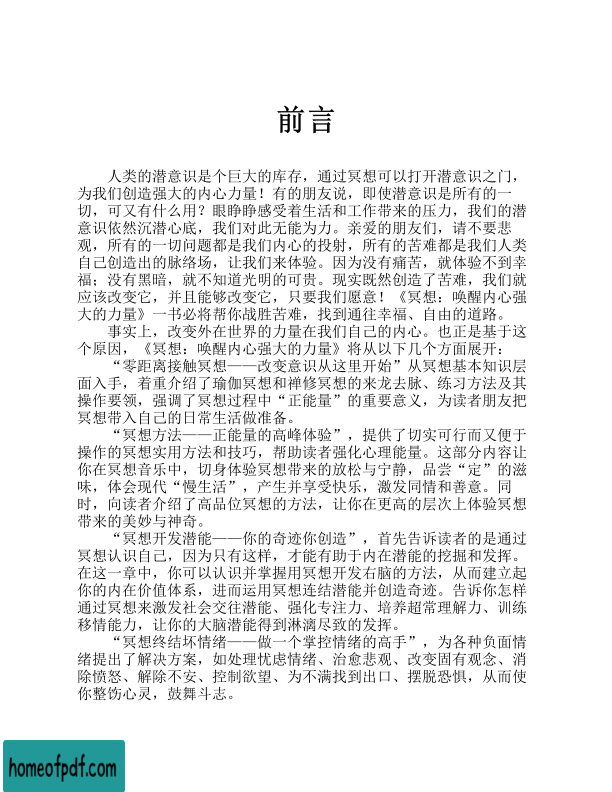 前言
人类的潜意识是个巨大的库存，通过冥想可以打开潜意识之门，
为我们创造强大的内心力量！有的朋友说，即使潜意识是所有的一
切，可又有什么用？眼睁睁感受着生活和工作带来的压力，我们的潜
意识依然沉潜心底，我们对此无能为力。亲爱的朋友们，请不要悲
观，所有的一切问题都是我们内心的投射，所有的苦难都是我们人类
自己创造出的脉络场，让我们来体验。因为没有痛苦，就体验不到幸
福；没有黑暗，就不知道光明的可贵。现实既然创造了苦难，我们就
应该改变它，并且能够改变它，只要我们愿意！《冥想：唤醒内心强
大的力量》一书必将帮你战胜苦难，找到通往幸福、自由的道路。
事实上，改变外在世界的力量在我们自己的内心。也正是基于这
个原因，《冥想：唤醒内心强大的力量》将从以下几个方面展开：
“零距离接触冥想——改变意识从这里开始”从冥想基本知识层
面入手，着重介绍了瑜伽冥想和禅修冥想的来龙去脉、练习方法及其
操作要领，强调了冥想过程中“正能量”的重要意义，为读者朋友把
冥想带入自己的日常生活做准备。
“冥想方法——正能量的高峰体验”，提供了切实可行而又便于
操作的冥想实用方法和技巧，帮助读者强化心理能量。这部分内容让
你在冥想音乐中，切身体验冥想带来的放松与宁静，品尝“定”的滋
味，体会现代“慢生活”，产生并享受快乐，激发同情和善意。同
时，向读者介绍了高品位冥想的方法，让你在更高的层次上体验冥想
带来的美妙与神奇。
“冥想开发潜能——你的奇迹你创造”，首先告诉读者的是通过
冥想认识自己，因为只有这样，才能有助于内在潜能的挖掘和发挥。
在这一章中，你可以认识并掌握用冥想开发右脑的方法，从而建立起
你的内在价值体系，进而运用冥想连结潜能并创造奇迹。告诉你怎样
通过冥想来激发社会交往潜能、强化专注力、培养超常理解力、训练
移情能力，让你的大脑潜能得到淋漓尽致的发挥。
“冥想终结坏情绪——做一个掌控情绪的高手”，为各种负面情
绪提出了解决方案，如处理忧虑情绪、治愈悲观、改变固有观念、消
除愤怒、解除不安、控制欲望、为不满找到出口、摆脱恐惧，从而使
你整饬心灵，鼓舞斗志。
homeofpdf.com